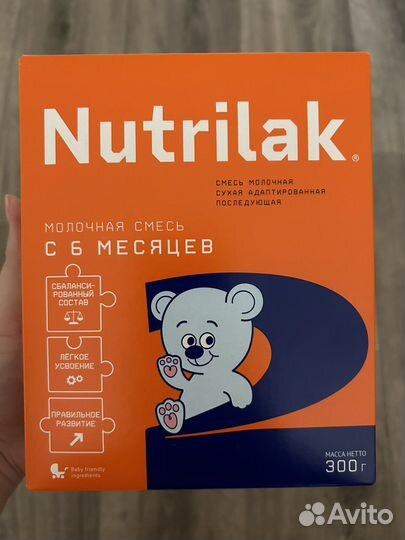 Nutrilak®
СМЕСЬ МОЛОЧНАЯ
СУХАЯ АДАПТИРОВАННАЯ
ПОСЛЕДУЮЩАЯ
МОЛОЧНАЯ СМЕСЬ
С 6 МЕСЯЦЕВ
СБАЛАНСИ-
РОВАННЫЙ
СОСТАВ
ЛЁГКОЕ
УСВОЕНИЕ
ПРАВИЛЬНОЕ
РАЗВИТИЕ
2
Baby friendly
ingredients
МАССА НЕТТО
300 г
Avito